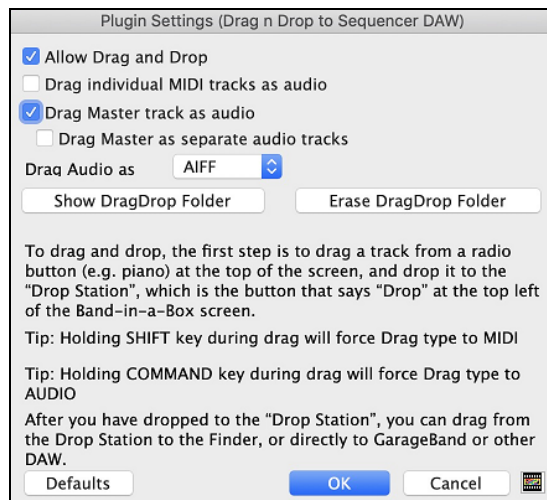 Plugin Settings (Drag n Drop to Sequencer DAW)
Allow Drag and Drop
Drag individual MIDI tracks as audio
Drag Master track as audio
Drag Master as separate audio tracks
Drag Audio as AIFF
Show DragDrop Folder Erase DragDrop Folder
To drag and drop, the first step is to drag a track from a radio
button (e.g. piano) at the top of the screen, and drop it to the
“Drop Station”, which is the button that says “Drop” at the top left
of the Band-in-a-Box screen.
Tip: Holding SHIFT key during drag will force Drag type to MIDI
Tip: Holding COMMAND key during drag will force Drag type to
AUDIO
After you have dropped to the “Drop Station”, you can drag from
the Drop Station to the Finder, or directly to GarageBand or other
DAW.
Defaults OK Cancel